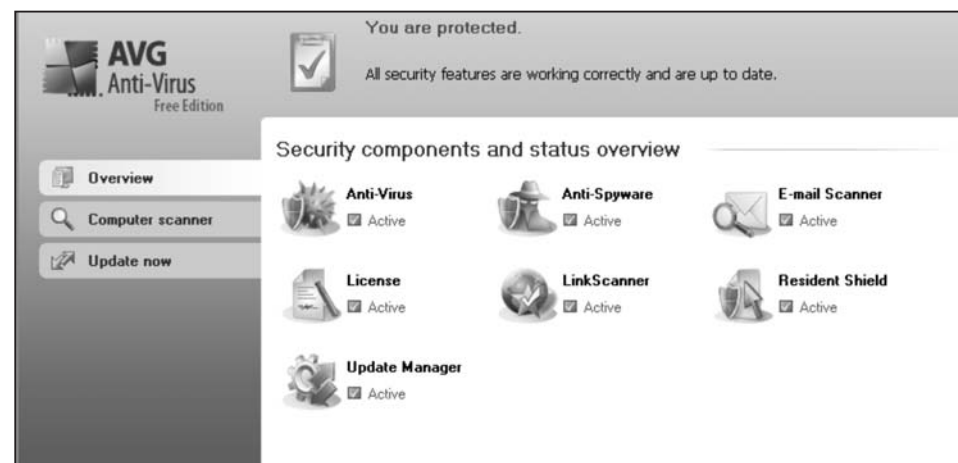 AVG
Anti-Virus
Free Edition
You are protected.
All security features are working correctly and are up to date.
Overview
Computer scanner
Update now
Security components and status overview
Anti-Virus
Active
Anti-Spyware
Active
E-mail Scanner
Active
License
Active
LinkScanner
Active
Resident Shield
Active
Update Manager
Active